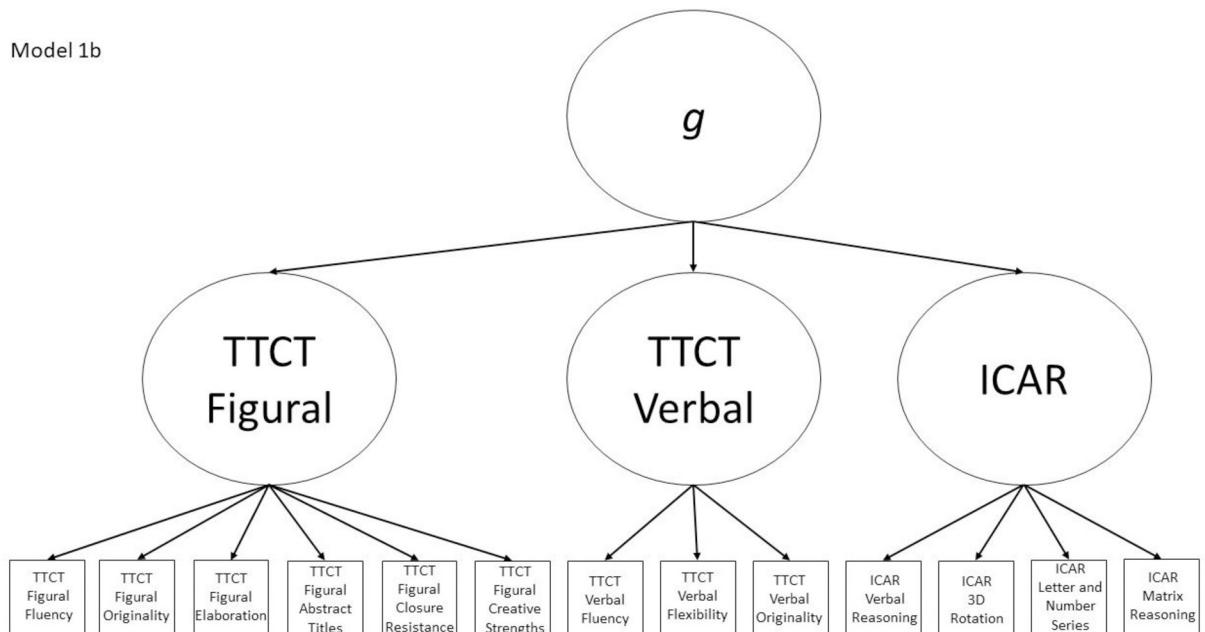 Model 1b
g
TTCT
Figural
TTCT
Verbal
ICAR
TTCT
Figural
Fluency
TTCT
Figural
Originality
TTCT
Figural
Elaboration
TTCT
Figural
Abstract
Titles
TTCT
Figural
Closure
Resistance
TTCT
Figural
Creative
Strengths
TTCT
Verbal
Fluency
TTCT
Verbal
Flexibility
TTCT
Verbal
Originality
ICAR
Verbal
Reasoning
ICAR
3D
Rotation
ICAR
Letter and
Number
Series
ICAR
Matrix
Reasoning